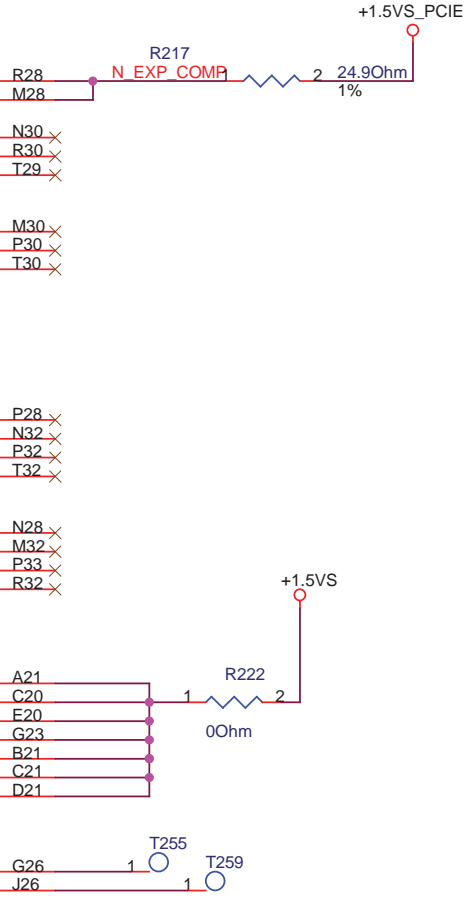 +1.5VS_PCIE
R217
R28 N_EXP_COMP 1 2 24.9Ohm
M28 1%
N30
R30
T29
M30
P30
T30
P28
N32
P32
T32
N28
M32
P33
R32
+1.5VS
A21 R222
C20 1 2
E20
G23 0Ohm
B21
C21
D21
T255
G26 1 T259
J26 1